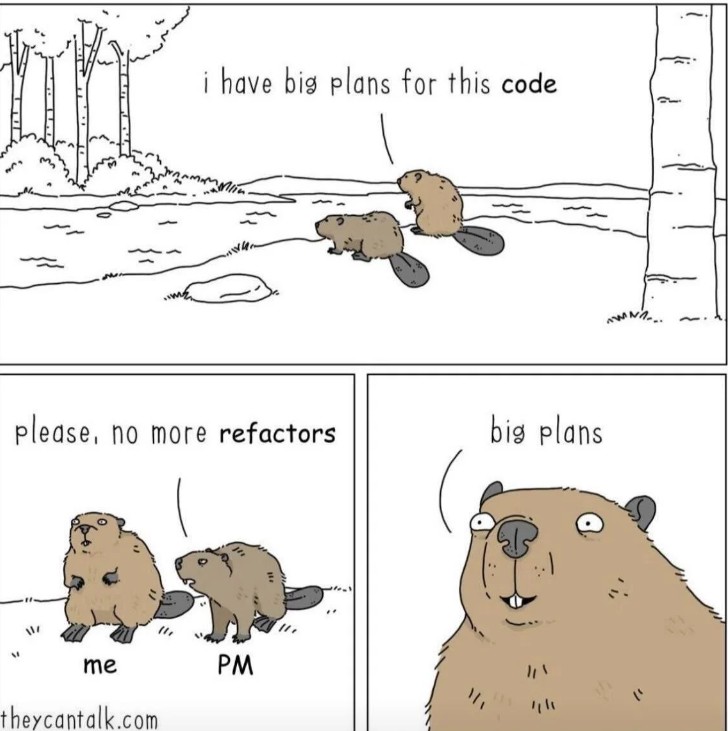 i have big plans for this code
please, no more refactors
big plans
me PM
theycantalk.com